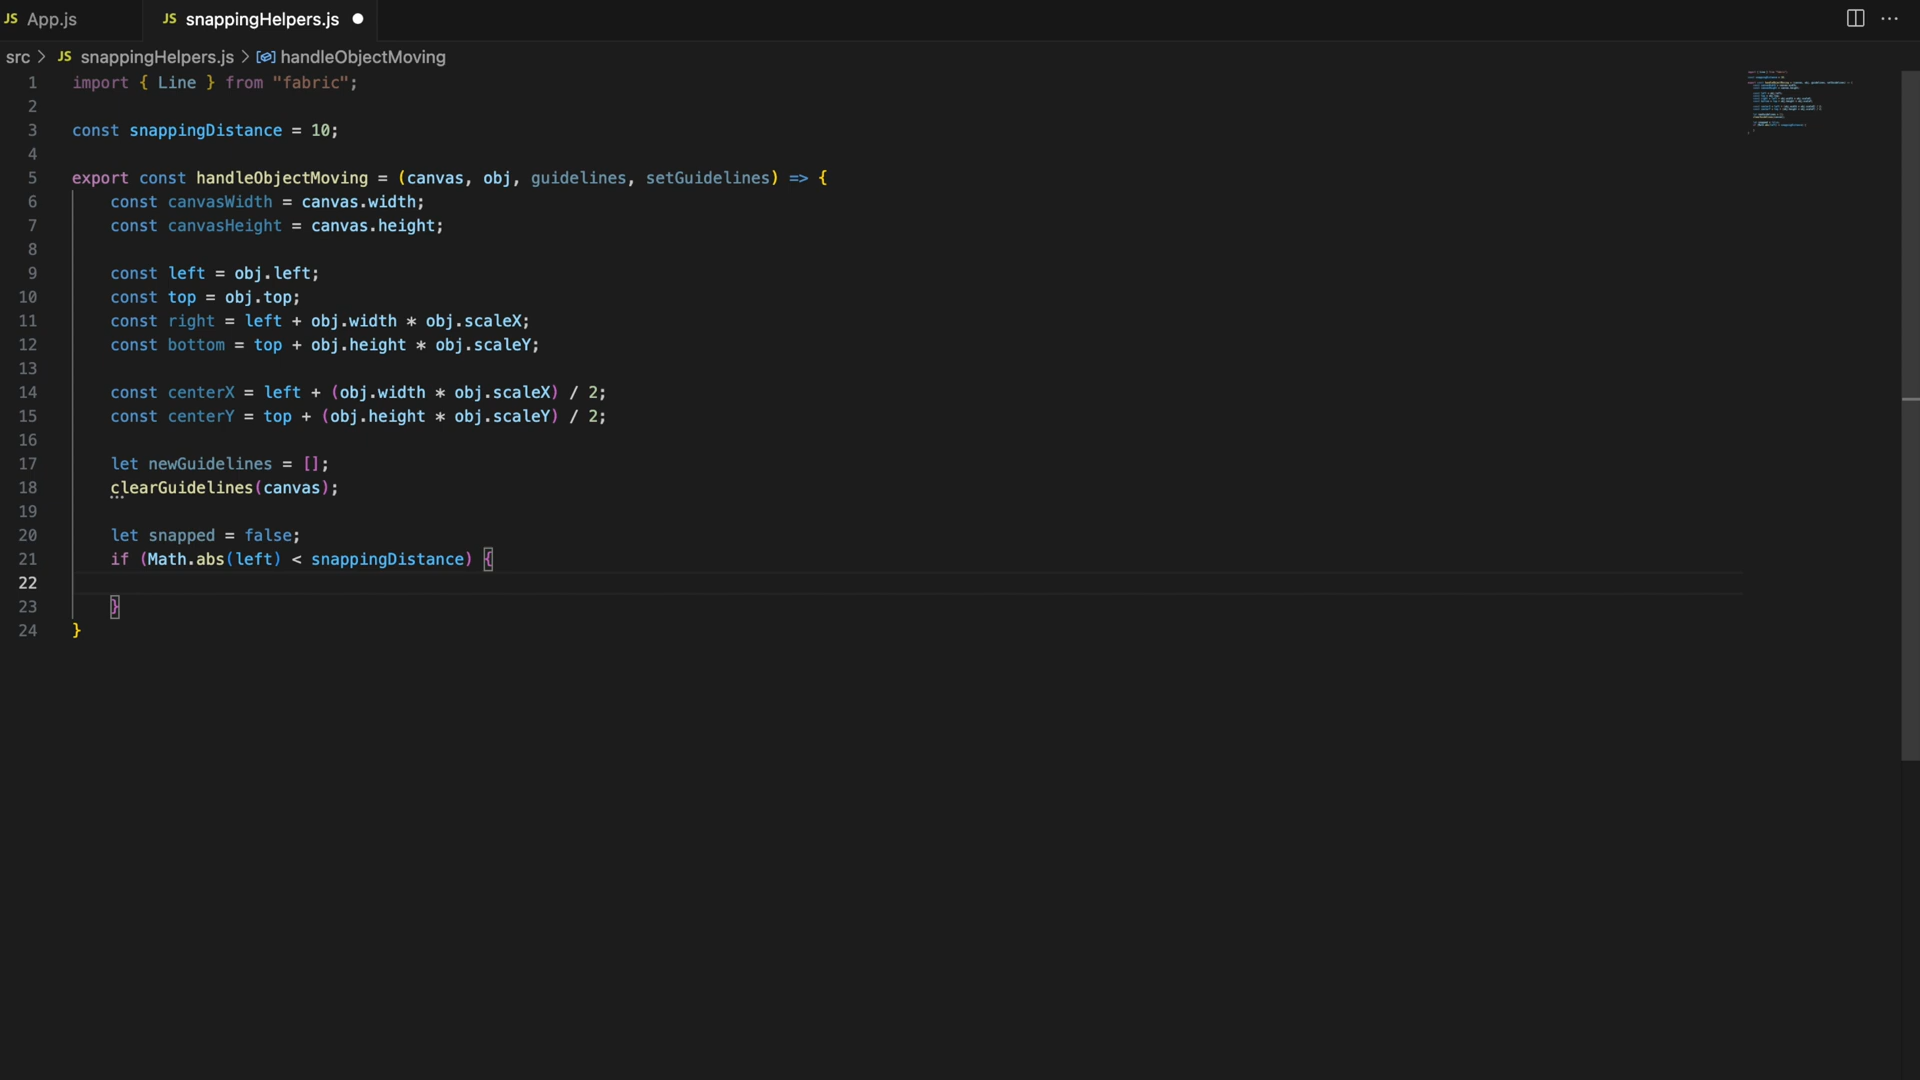 JS App.js JS snappingHelpers.js
src > JS snappingHelpers.js > handleObjectMoving
1 import { Line } from "fabric";
2
3 const snappingDistance = 10;
4
5 export const handleObjectMoving = (canvas, obj, guidelines, setGuidelines) => {
6 const canvasWidth = canvas.width;
7 const canvasHeight = canvas.height;
8
9 const left = obj.left;
10 const top = obj.top;
11 const right = left + obj.width * obj.scaleX;
12 const bottom = top + obj.height * obj.scaleY;
13
14 const centerX = left + (obj.width * obj.scaleX) / 2;
15 const centerY = top + (obj.height * obj.scaleY) / 2;
16
17 let newGuidelines = [];
18 clearGuidelines(canvas);
19
20 let snapped = false;
21 if (Math.abs(left) < snappingDistance) {
22
23 }
24 }